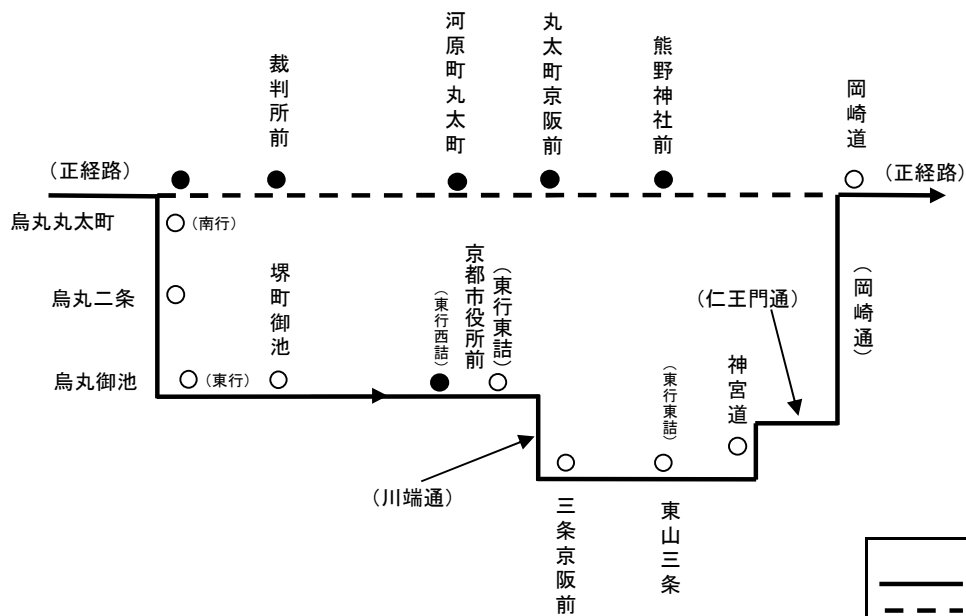 裁判所前
河原町丸太町
丸太町京阪前
熊野神社前
岡崎道
（正経路）
（正経路）
烏丸丸太町
（南行）
烏丸二条
堺町御池
（東行西詰）
京都市役所前
（東行東詰）
（仁王門通）
（岡崎通）
烏丸御池
（東行）
（東行東詰）
神宮道
（川端通）
三条京阪前
東山三条